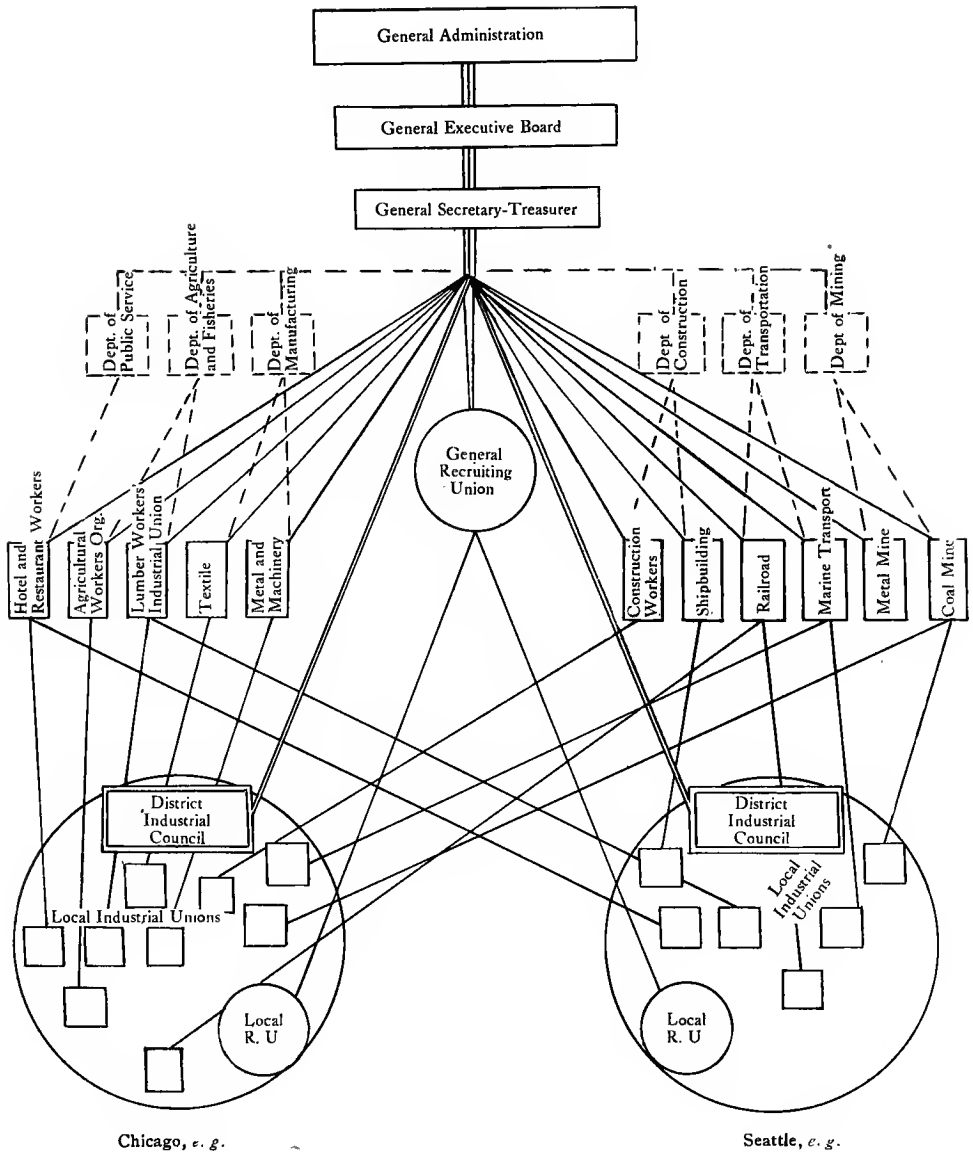 General Administration
General Executive Board
General Secretary-Treasurer
Dept. of
Public Service
Dept. of Agriculture
and Fisheries
Dept. of
Manufacturing
Dept of
Construction
Dept. of
Transportation
Dept of Mining
General
Recruiting
Union
Hotel and
Restaurant Workers
Agricultural
Workers Org.
Lumber Workers
Industrial Union
Textile
Metal and
Machinery
Construction
Workers
Shipbuilding
Railroad
Marine Transport
Metal Mine
Coal Mine
District
Industrial
Council
Local Industrial Unions
Local
R. U
District
Industrial
Council
Local
Industrial
Unions
Local
R. U
Chicago, e. g.
Seattle, e. g.